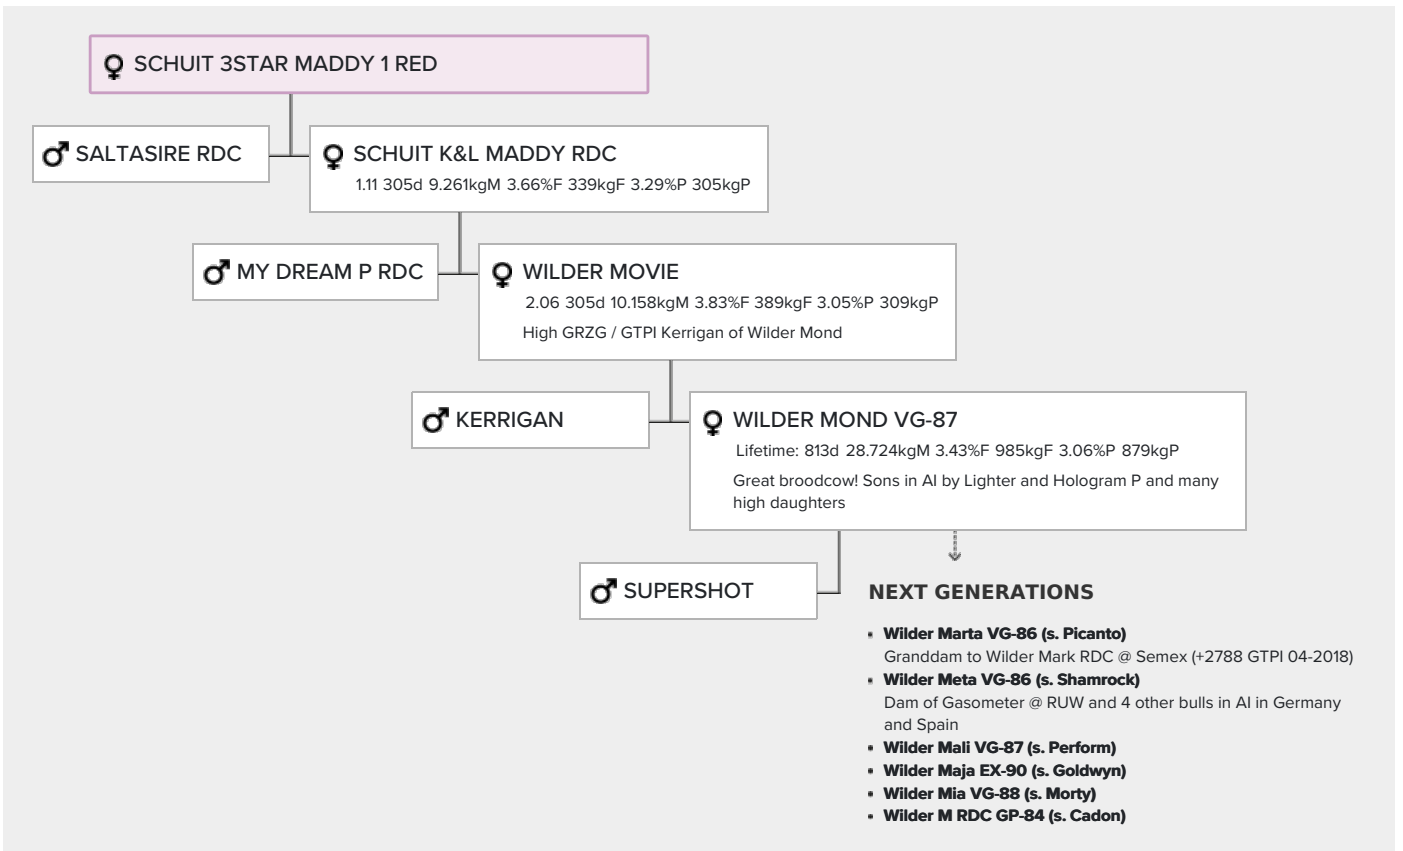 SCHUIT 3STAR MADDY 1 RED
SALTASIRE RDC
SCHUIT K&L MADDY RDC
1.11 305d 9.261kgM 3.66%F 339kgF 3.29%P 305kgP
MY DREAM P RDC
WILDER MOVIE
2.06 305d 10.158kgM 3.83%F 389kgF 3.05%P 309kgP
High GRZG / GTPI Kerrigan of Wilder Mond
KERRIGAN
WILDER MOND VG-87
Lifetime: 813d 28.724kgM 3.43%F 985kgF 3.06%P 879kgP
Great broodcow! Sons in AI by Lighter and Hologram P and many
high daughters
SUPERSHOT
NEXT GENERATIONS
Wilder Marta VG-86 (s. Picanto)
Granddam to Wilder Mark RDC @ Semex (+2788 GTPI 04-2018)
Wilder Meta VG-86 (s. Shamrock)
Dam of Gasometer @ RUW and 4 other bulls in AI in Germany
and Spain
Wilder Mali VG-87 (s. Perform)
Wilder Maja EX-90 (s. Goldwyn)
Wilder Mia VG-88 (s. Morty)
Wilder M RDC GP-84 (s. Cadon)